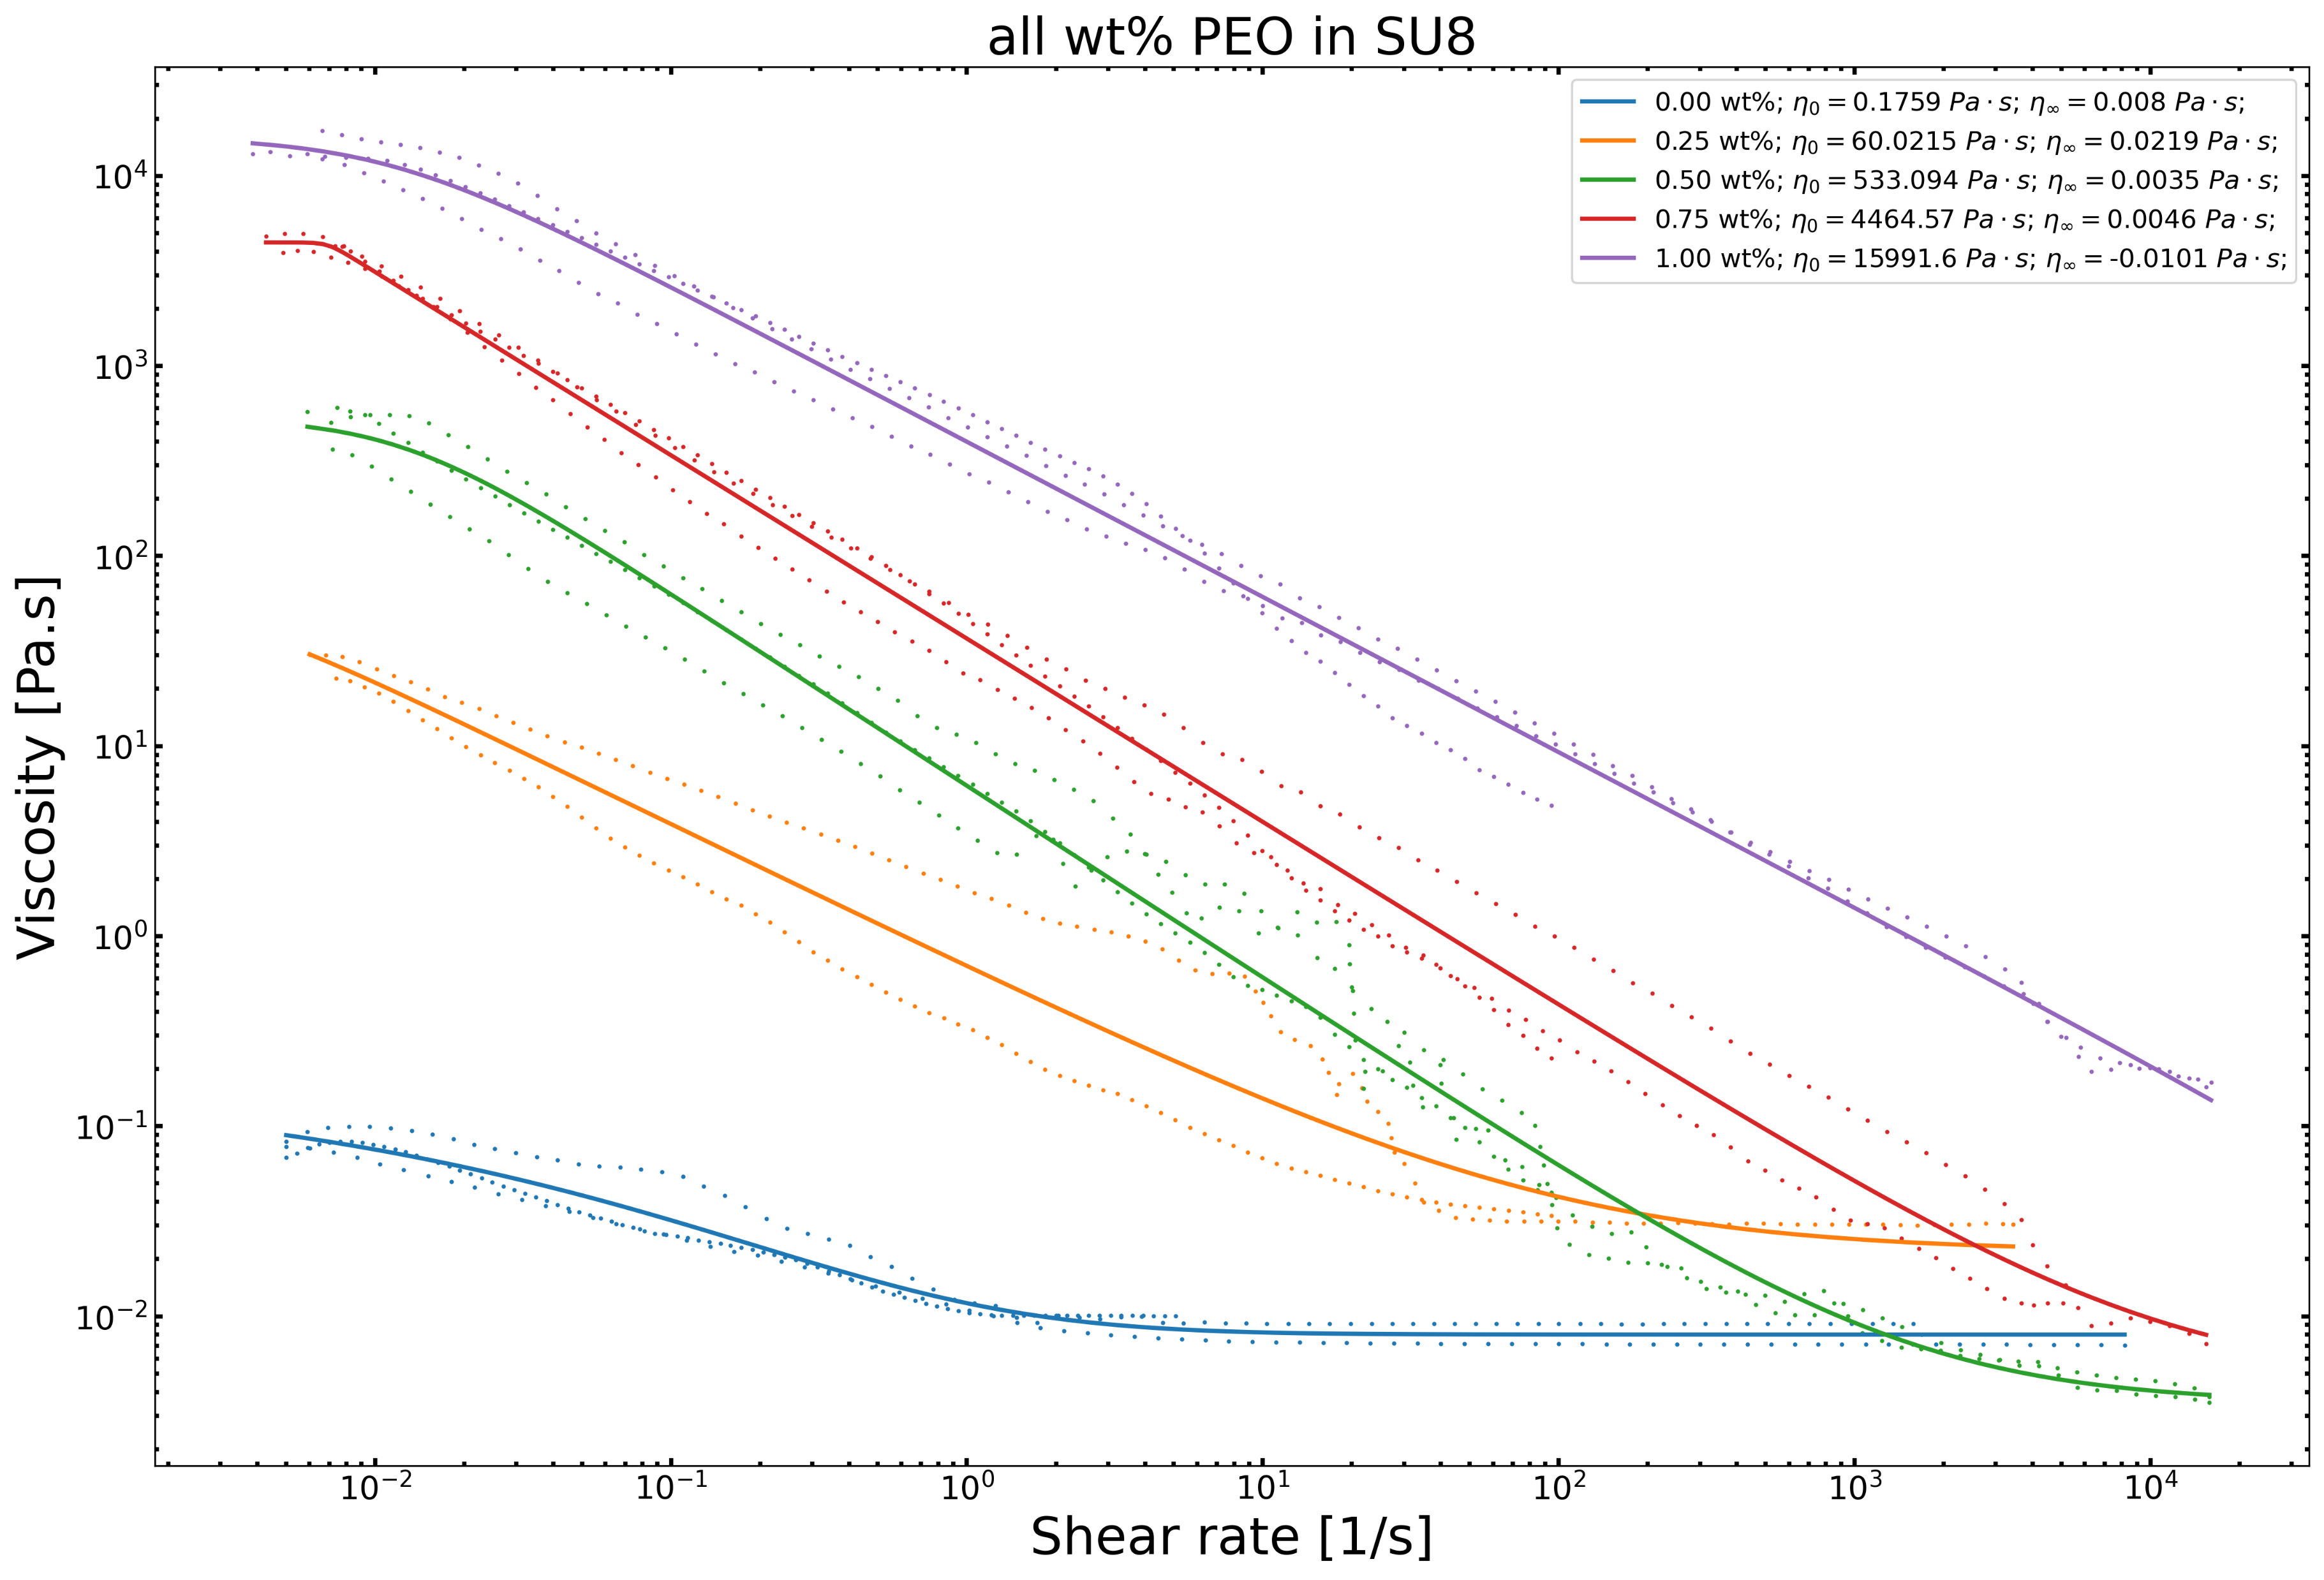 all wt% PEO in SU8
0.00 wt%; η₀ = 0.1759 Pa · s; η∞ = 0.008 Pa · s;
0.25 wt%; η₀ = 60.0215 Pa · s; η∞ = 0.0219 Pa · s;
0.50 wt%; η₀ = 533.094 Pa · s; η∞ = 0.0035 Pa · s;
0.75 wt%; η₀ = 4464.57 Pa · s; η∞ = 0.0046 Pa · s;
1.00 wt%; η₀ = 15991.6 Pa · s; η∞ = -0.0101 Pa · s;
Viscosity [Pa.s]
10⁴
10³
10²
10¹
10⁰
10⁻¹
10⁻²
10⁻² 10⁻¹ 10⁰ 10¹ 10² 10³ 10⁴
Shear rate [1/s]